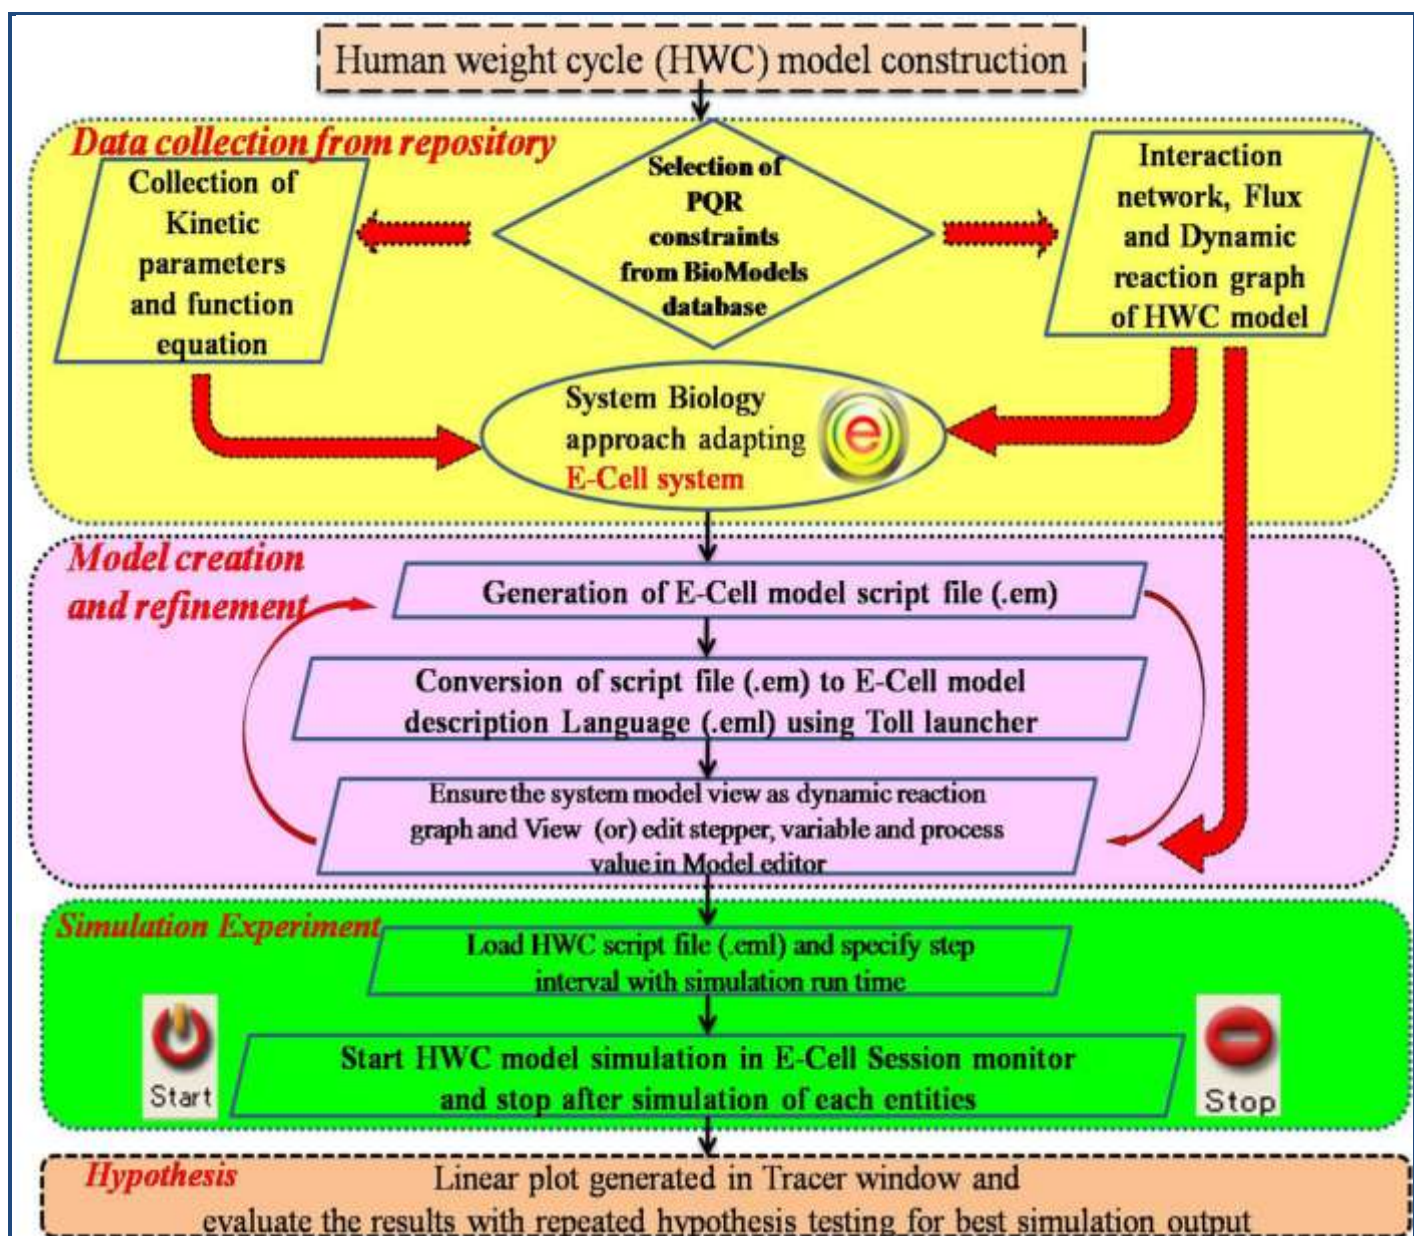 Human weight cycle (HWC) model construction
Data collection from repository
Collection of
Kinetic
parameters
and function
equation
Selection of
PQR
constraints
from BioModels
database
Interaction
network, Flux
and Dynamic
reaction graph
of HWC model
System Biology
approach adapting
E-Cell system
e
Model creation
and refinement
Generation of E-Cell model script file (.em)
Conversion of script file (.em) to E-Cell model
description Language (.eml) using Toll launcher
Ensure the system model view as dynamic reaction
graph and View (or) edit stepper, variable and process
value in Model editor
Simulation Experiment
Load HWC script file (.eml) and specify step
interval with simulation run time
Start
Start HWC model simulation in E-Cell Session monitor
and stop after simulation of each entities
Stop
Hypothesis
Linear plot generated in Tracer window and
evaluate the results with repeated hypothesis testing for best simulation output